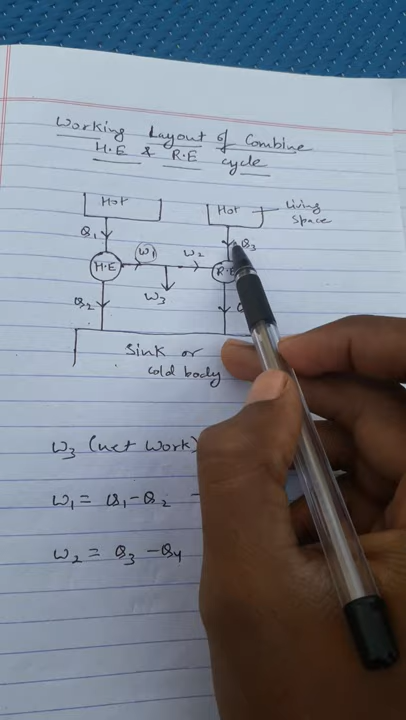 Working Layout of Combine
H.E & R.E cycle
Hot
Hot
Living
space
Q1
W1
W2
Q3
H.E
R.E
W3
Q2
Sink or
cold body
W3 (net work)
W1 = Q1 - Q2 -
W2 = Q3 - Q4